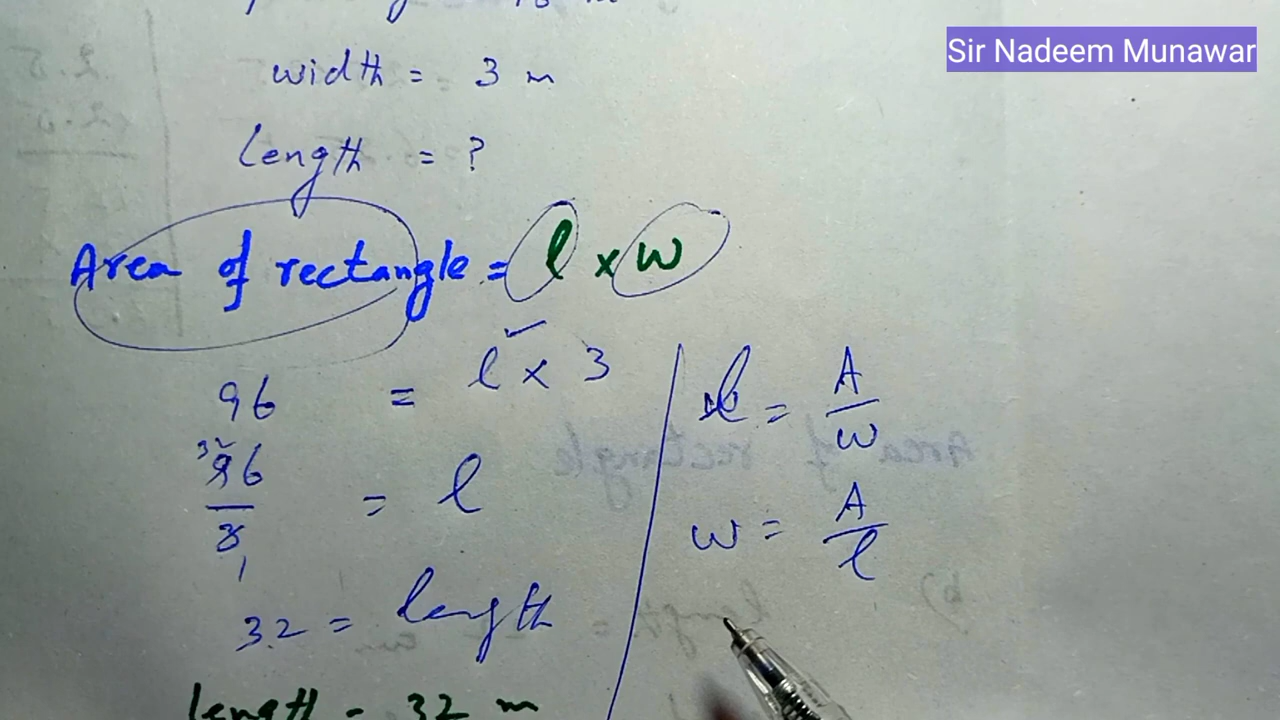 Sir Nadeem Munawar
width = 3 m
length = ?
Area of rectangle = l x w
96 = l x 3
96/3 = l
32 = length
length = 32 m
l = A/w
w = A/l